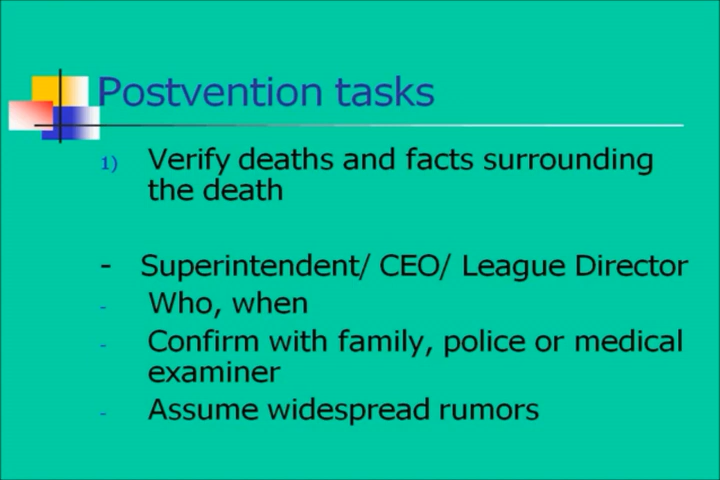 Postvention tasks
1) Verify deaths and facts surrounding
the death
- Superintendent/ CEO/ League Director
- Who, when
- Confirm with family, police or medical
examiner
- Assume widespread rumors